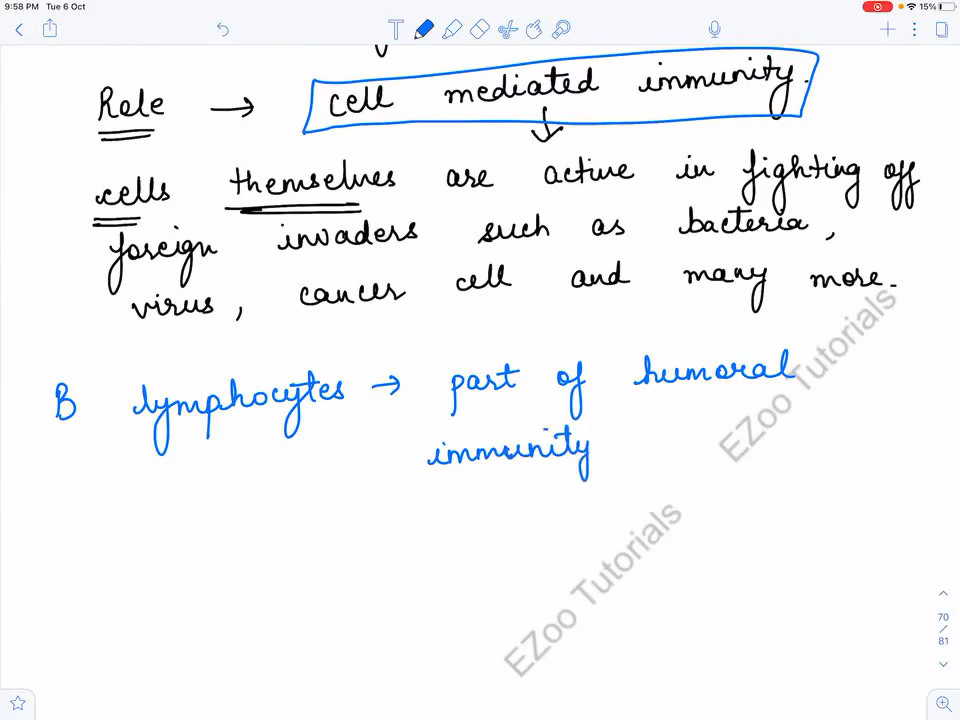 9:58 PM Tue 6 Oct
15%
Role → cell mediated immunity.
cells themselves are active in fighting off
foreign invaders such as bacteria,
virus, cancer cell and many more.
B lymphocytes → part of humoral
immunity
EZoo Tutorials
EZoo Tutorials
70
/
81